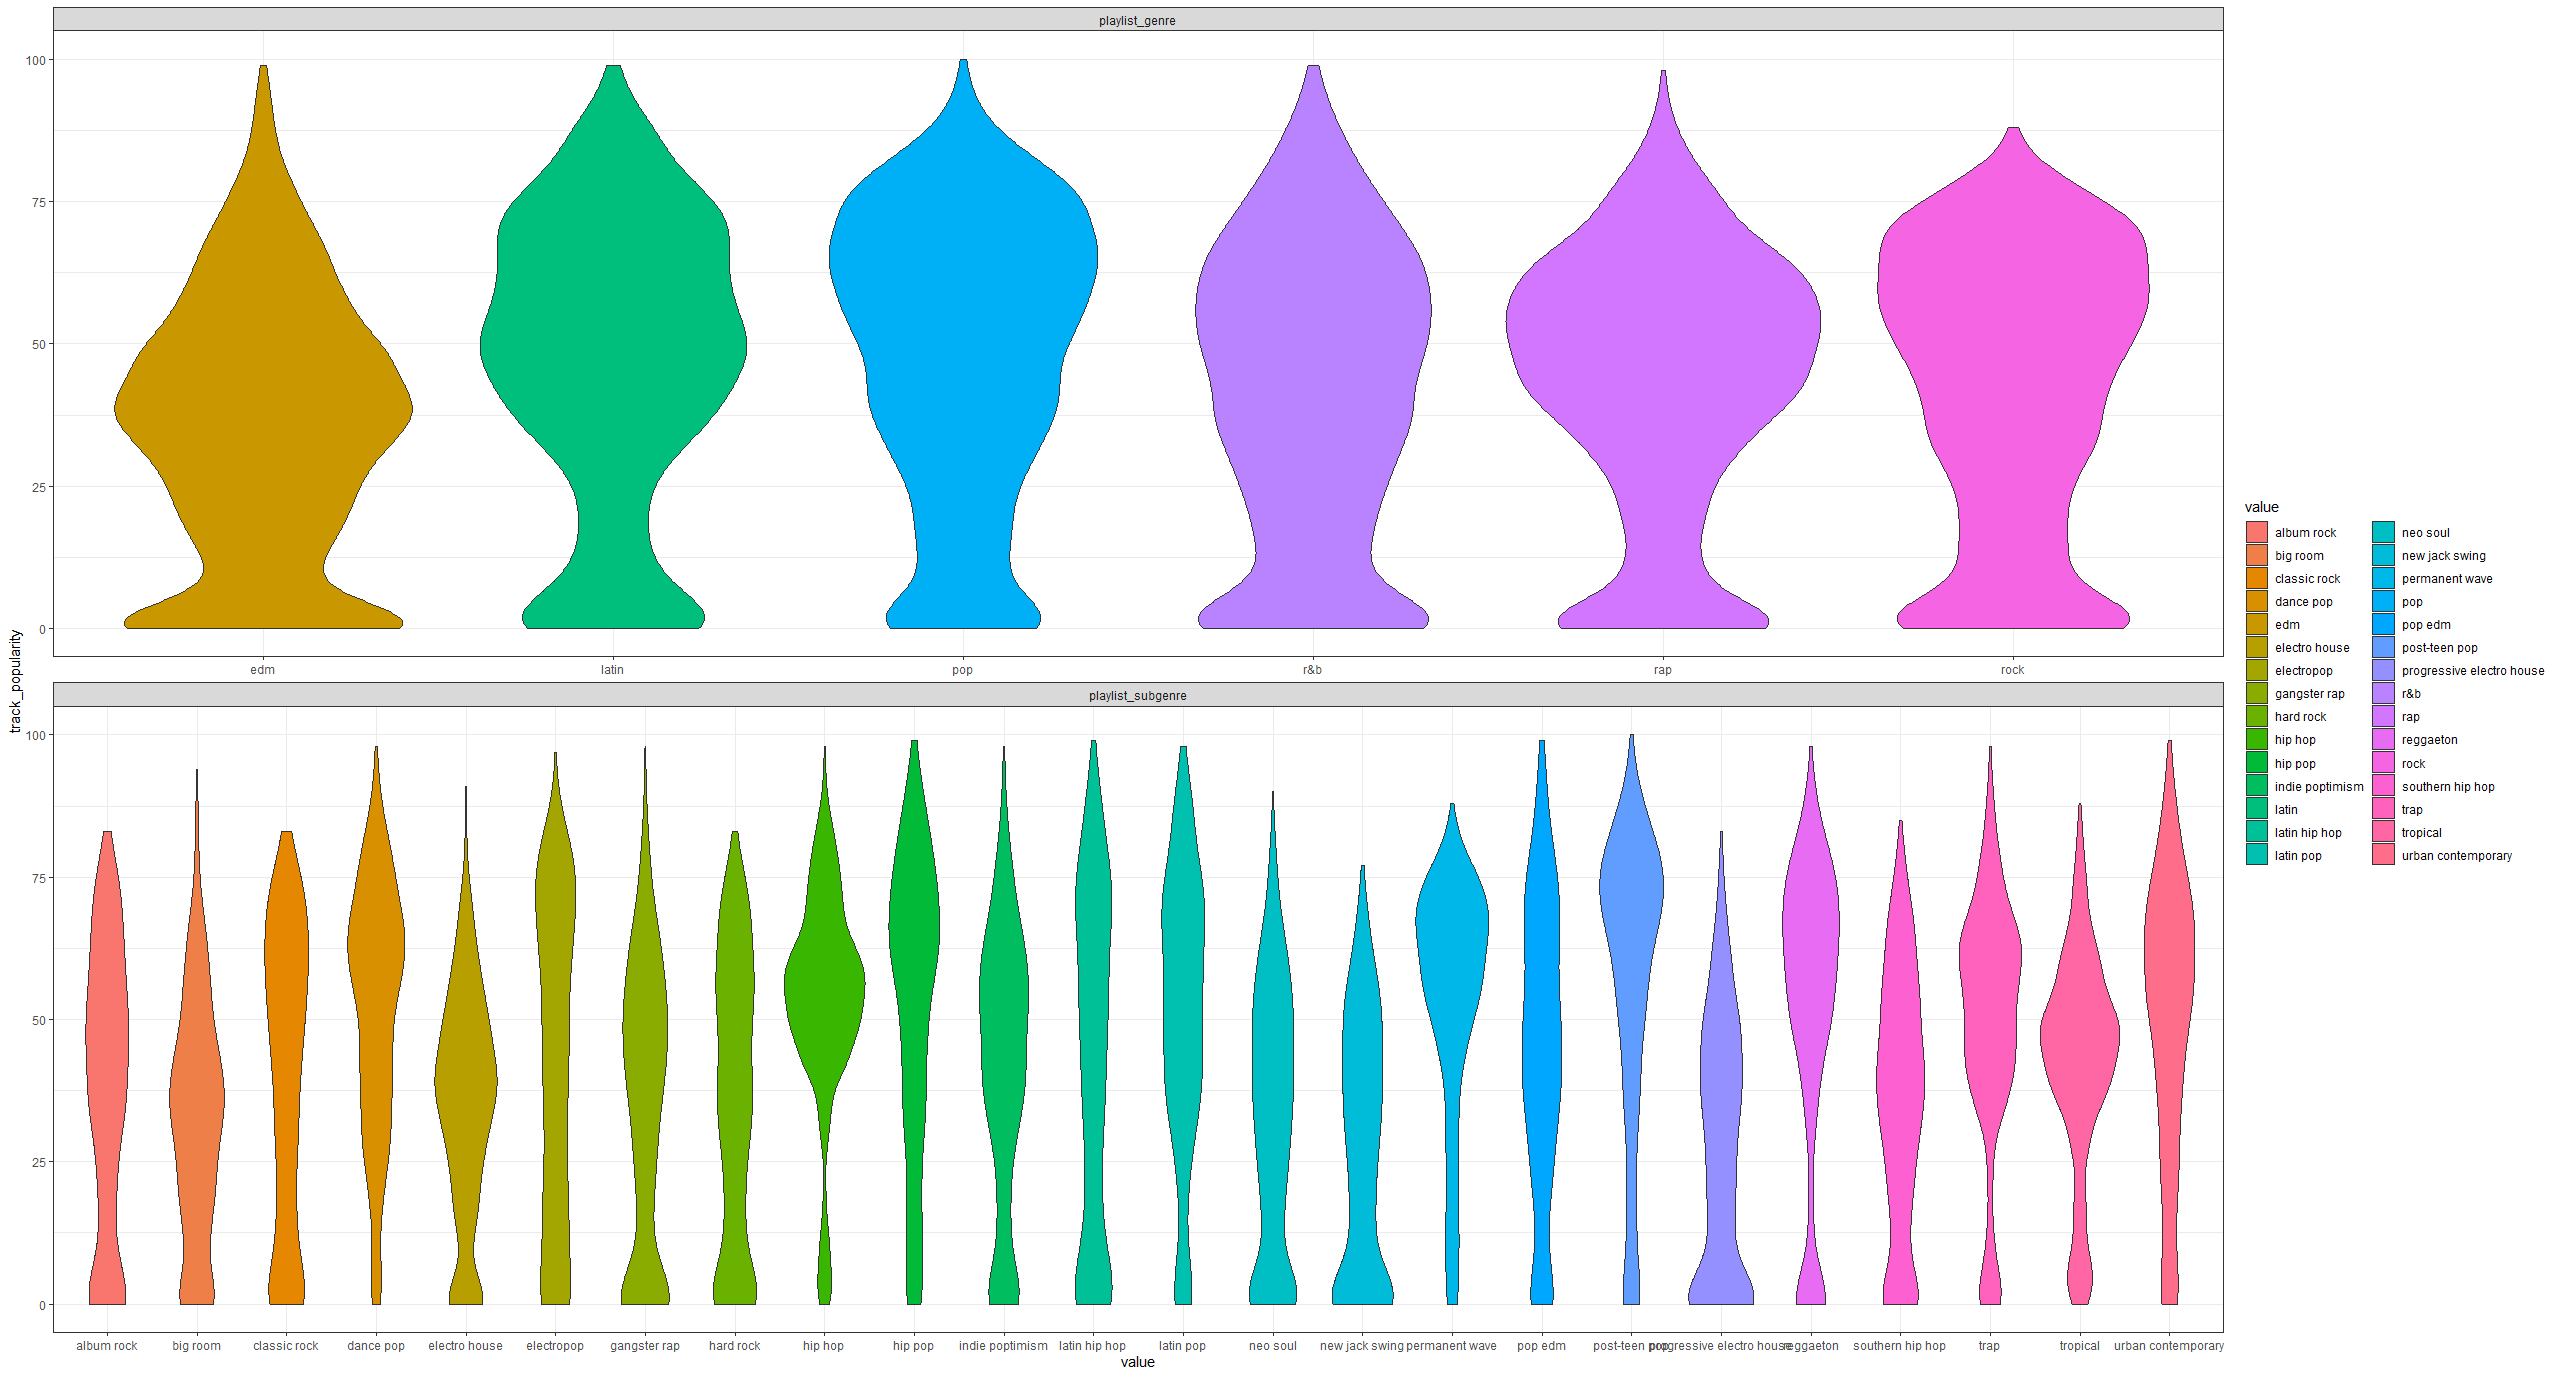 playlist_genre
100
75
50
25
0
edm latin pop r&b rap rock
track_popularity
playlist_subgenre
100
75
50
25
0
album rock big room classic rock dance pop electro house electropop gangster rap hard rock hip hop hip pop indie poptimism latin hip hop latin pop neo soul new jack swing permanent wave pop edm post-teen pop progressive electro house reggaeton southern hip hop trap tropical urban contemporary
value
value
album rock
big room
classic rock
dance pop
edm
electro house
electropop
gangster rap
hard rock
hip hop
hip pop
indie poptimism
latin
latin hip hop
latin pop
neo soul
new jack swing
permanent wave
pop
pop edm
post-teen pop
progressive electro house
r&b
rap
reggaeton
rock
southern hip hop
trap
tropical
urban contemporary